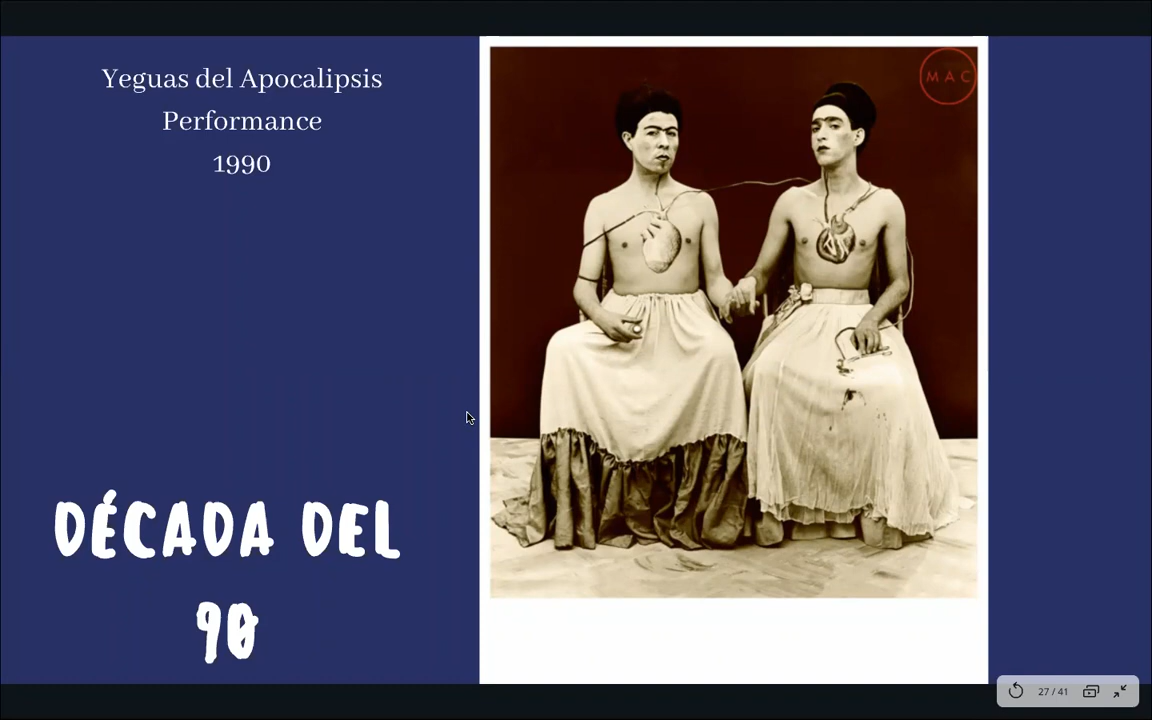 Yeguas del Apocalipsis
Performance
1990
DÉCADA DEL
90
MAC
27 / 41